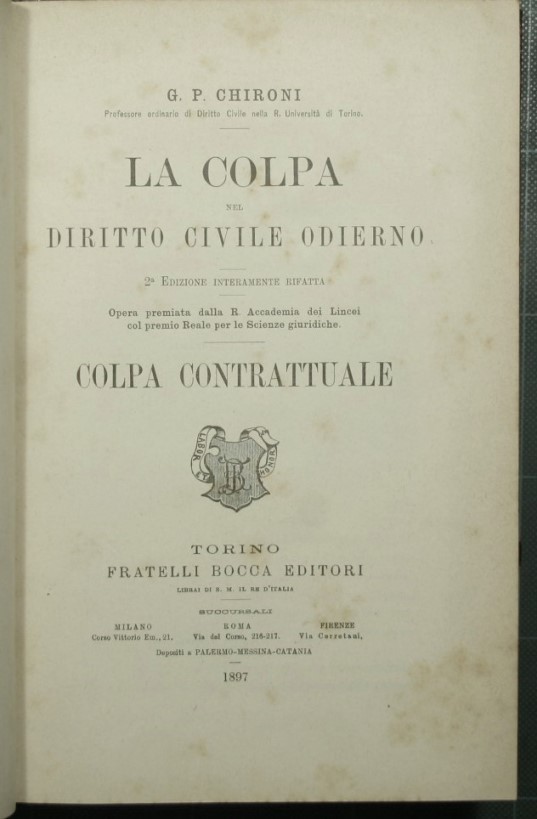 G. P. CHIRONI
Professore ordinario di Diritto Civile nella R. Università di Torino.
LA COLPA
NEL
DIRITTO CIVILE ODIERNO
2ª EDIZIONE INTERAMENTE RIFATTA
Opera premiata dalla R. Accademia dei Lincei
col premio Reale per le Scienze giuridiche.
COLPA CONTRATTUALE
LABOR
HONOR
TORINO
FRATELLI BOCCA EDITORI
LIBRAI DI S. M. IL RE D'ITALIA
SUCCURSALI
MILANO ROMA FIRENZE
Corso Vittorio Em., 21. Via del Corso, 216-217. Via Cerretani,
Depositi a PALERMO-MESSINA-CATANIA
1897